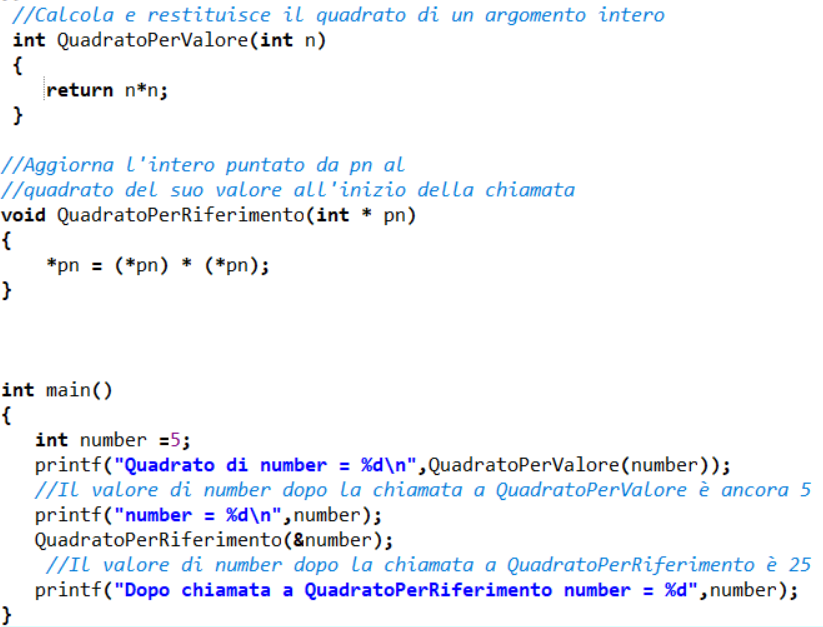 //Calcola e restituisce il quadrato di un argomento intero
int QuadratoPerValore(int n)
{
return n*n;
}
//Aggiorna l'intero puntato da pn al
//quadrato del suo valore all'inizio della chiamata
void QuadratoPerRiferimento(int * pn)
{
*pn = (*pn) * (*pn);
}
int main()
{
int number =5;
printf("Quadrato di number = %d\n",QuadratoPerValore(number));
//Il valore di number dopo la chiamata a QuadratoPerValore è ancora 5
printf("number = %d\n",number);
QuadratoPerRiferimento(&number);
//Il valore di number dopo la chiamata a QuadratoPerRiferimento è 25
printf("Dopo chiamata a QuadratoPerRiferimento number = %d",number);
}